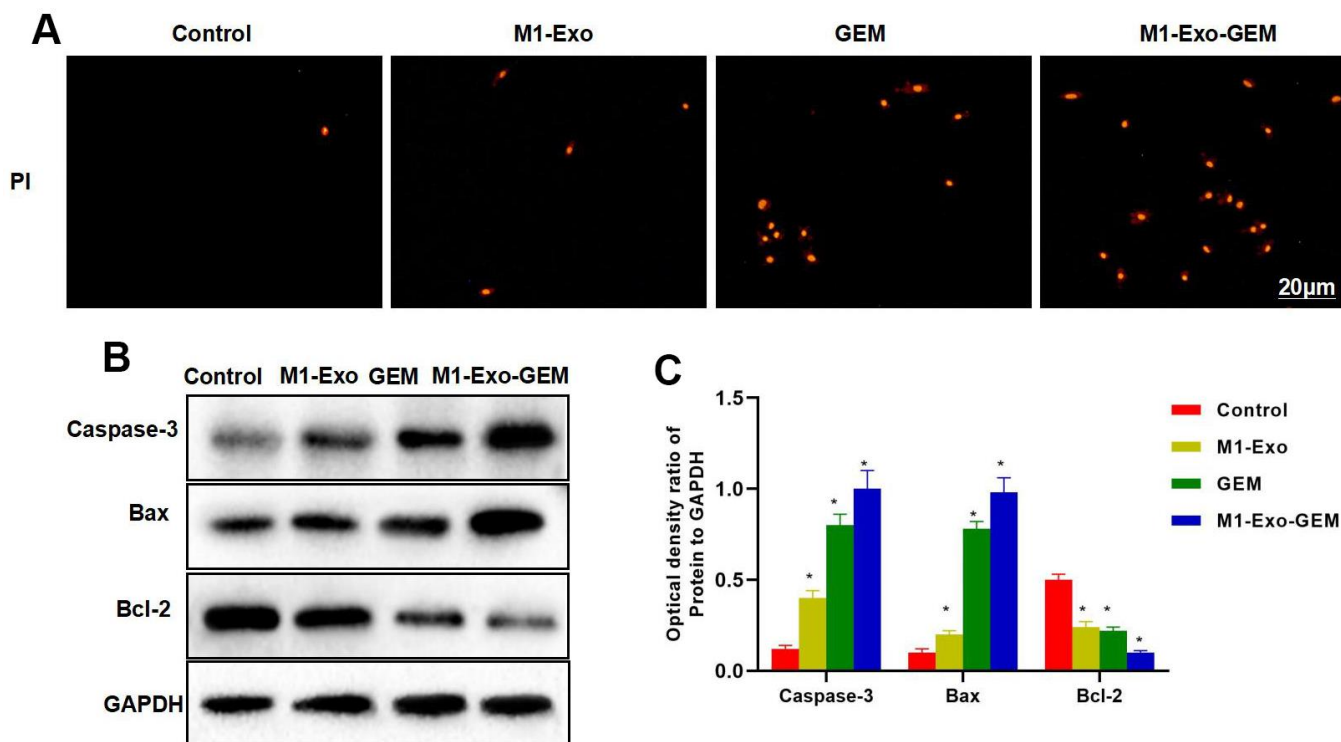 A
Control M1-Exo GEM M1-Exo-GEM
PI
20µm
B
Control M1-Exo GEM M1-Exo-GEM
Caspase-3
Bax
Bcl-2
GAPDH
C
Optical density ratio of
Protein to GAPDH
1.5
1.0
0.5
0.0
* * * * * * * * *
Caspase-3 Bax Bcl-2
Control
M1-Exo
GEM
M1-Exo-GEM